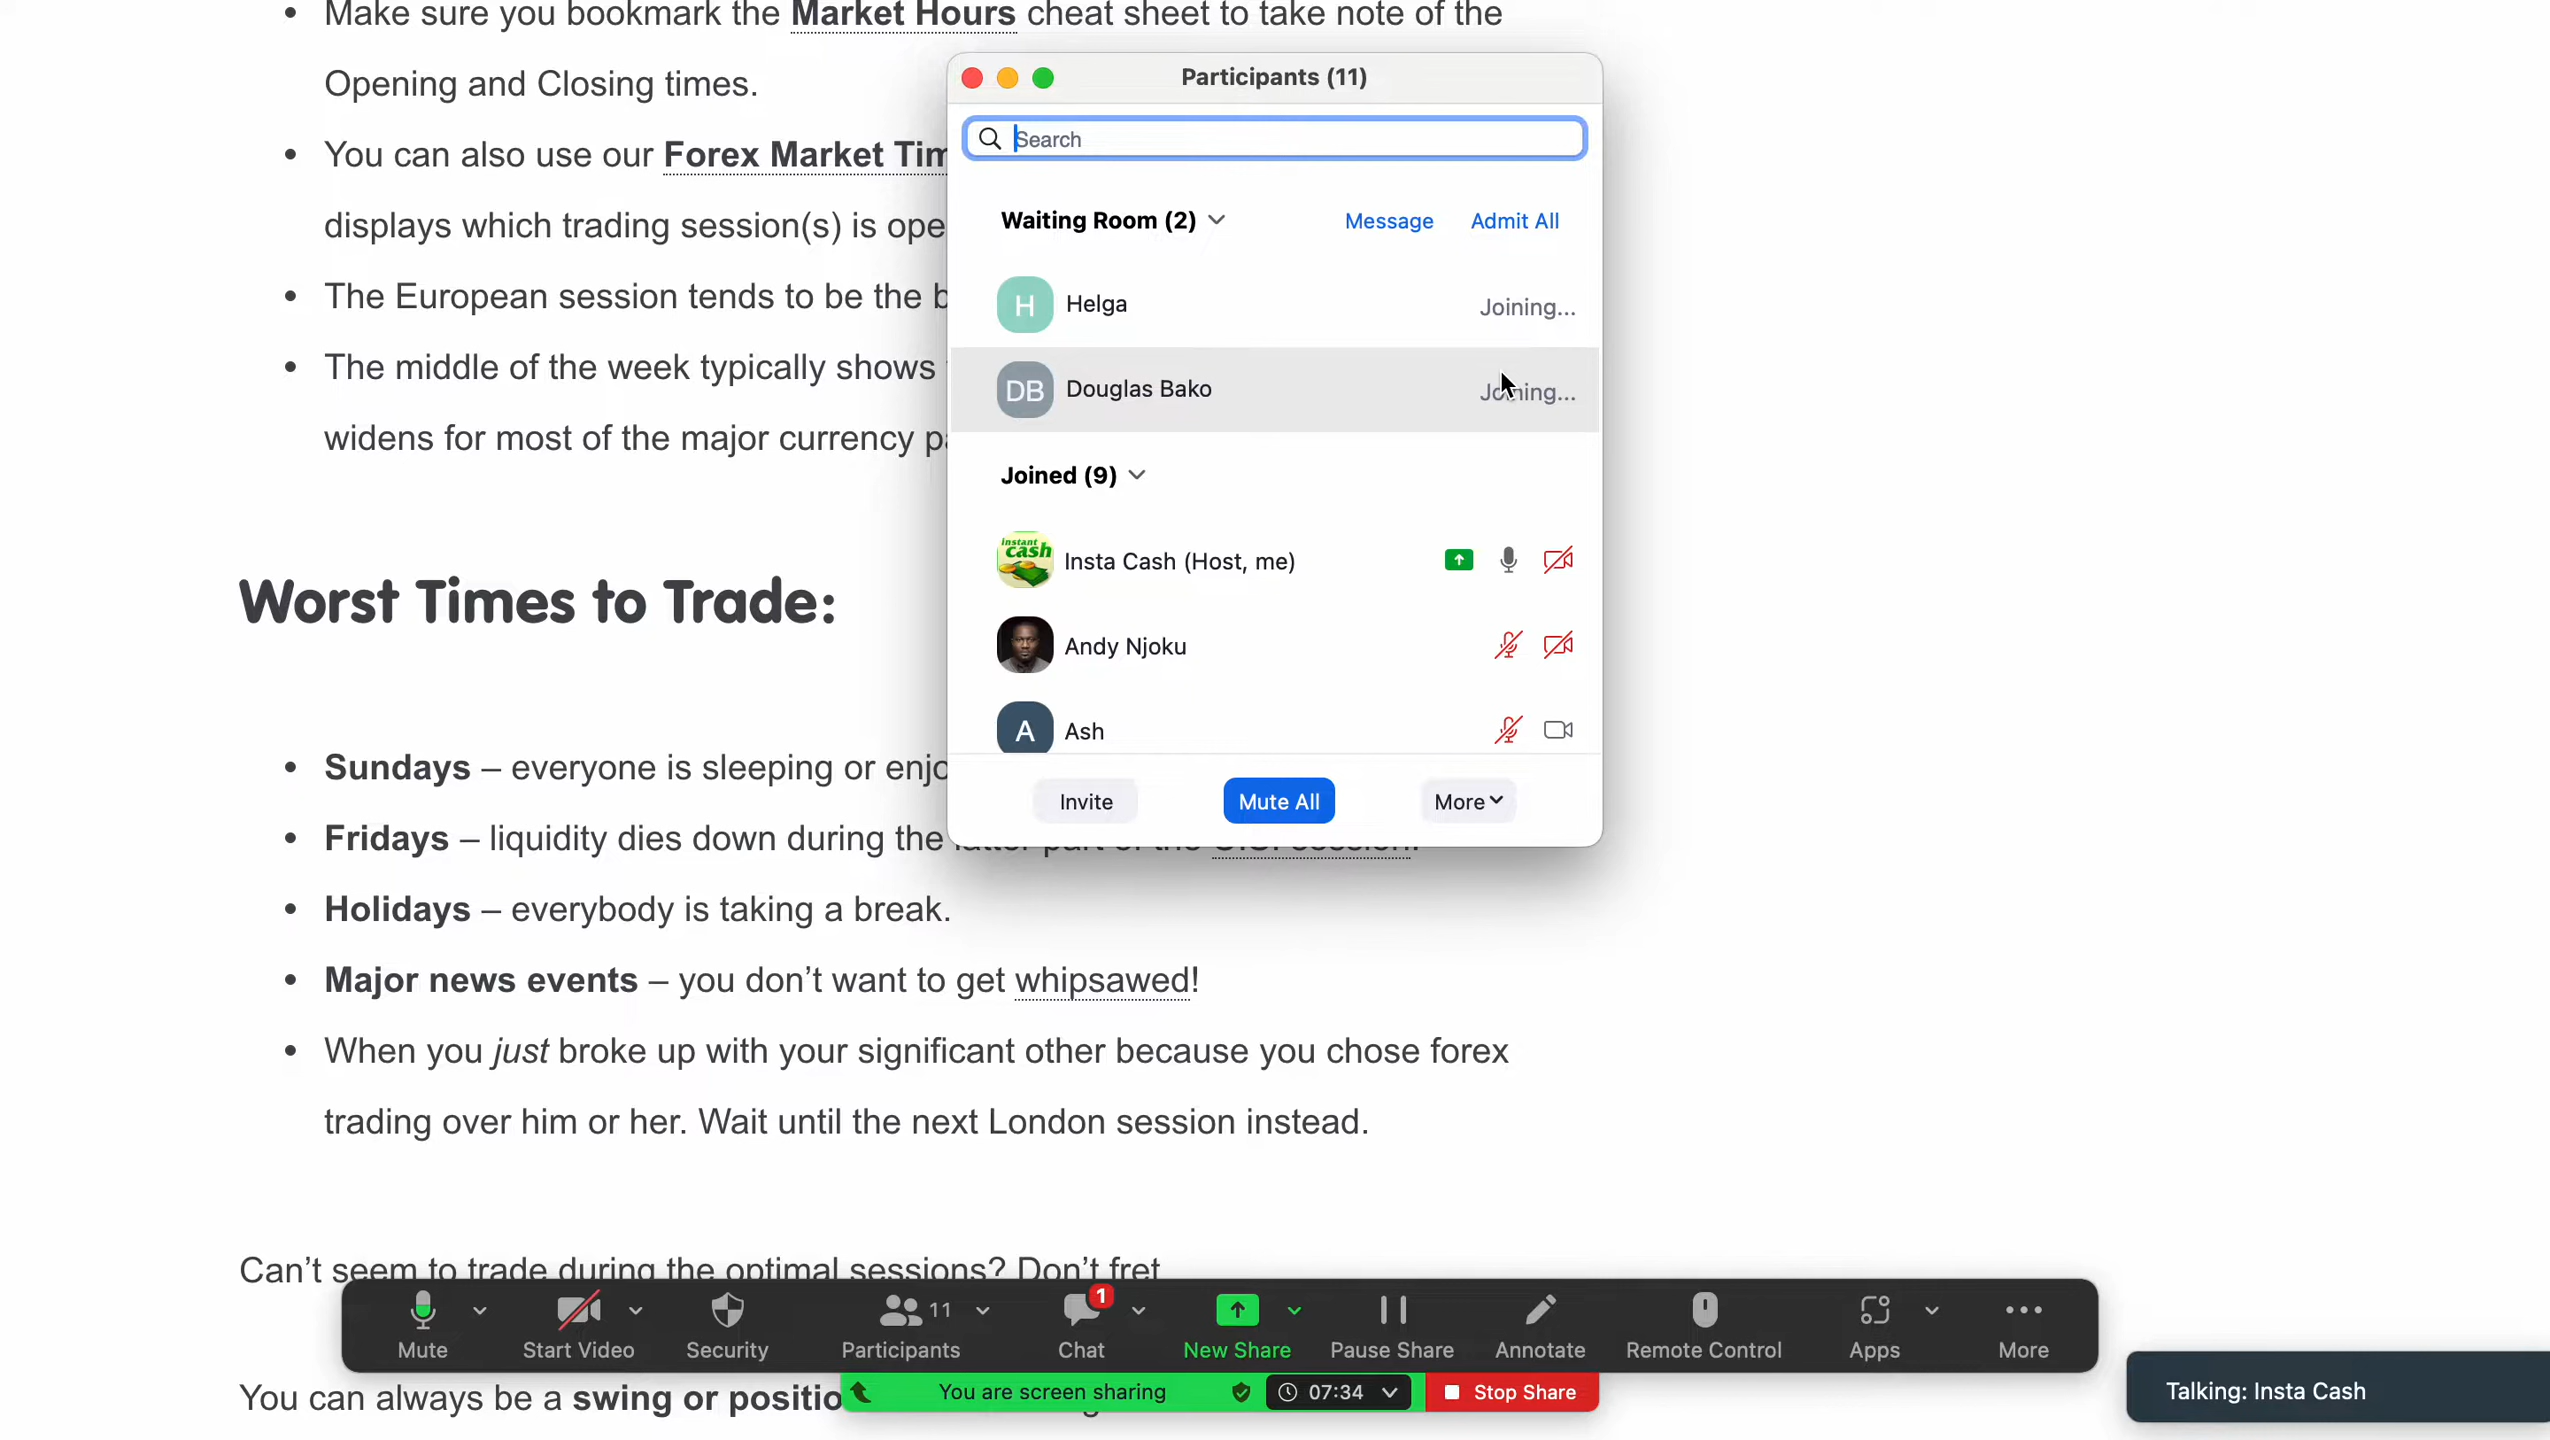 Make sure you bookmark the Market Hours cheat sheet to take note of the
Opening and Closing times.
You can also use our Forex Market Tim
displays which trading session(s) is ope
The European session tends to be the b
The middle of the week typically shows
widens for most of the major currency pa
Worst Times to Trade:
Sundays – everyone is sleeping or enjo
Fridays – liquidity dies down during the latter part of the U.S. session.
Holidays – everybody is taking a break.
Major news events – you don't want to get whipsawed!
When you just broke up with your significant other because you chose forex
trading over him or her. Wait until the next London session instead.
Can't seem to trade during the optimal sessions? Don't fret
You can always be a swing or positio
Participants (11)
Search
Waiting Room (2) Message Admit All
H Helga Joining...
DB Douglas Bako Joining...
Joined (9)
instant cash Insta Cash (Host, me)
Andy Njoku
A Ash
Invite Mute All More
11 1
Mute Start Video Security Participants Chat New Share Pause Share Annotate Remote Control Apps More
You are screen sharing 07:34 Stop Share
Talking: Insta Cash